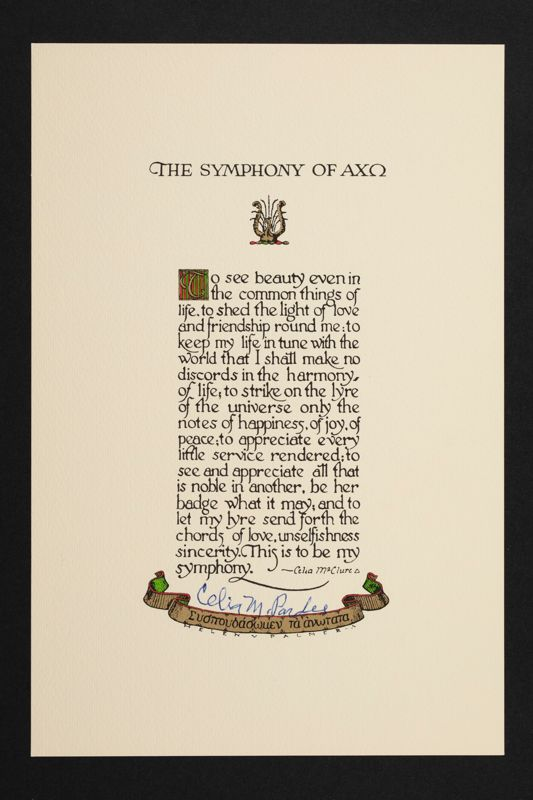 THE SYMPHONY OF ΑΧΩ
To see beauty even in
the common things of
life, to shed the light of love
and friendship round me; to
keep my life in tune with the
world that I shall make no
discords in the harmony,
of life; to strike on the lyre
of the universe only the
notes of happiness, of joy, of
peace; to appreciate every
little service rendered; to
see and appreciate all that
is noble in another, be her
badge what it may; and to
let my lyre send forth the
chords of love, unselfishness
sincerity. This is to be my
symphony. —Celia McClure Δ
Celia M. Pardee
Συσπουδάσωμεν τὰ ἀνώτατα.
HELEN V PALMER